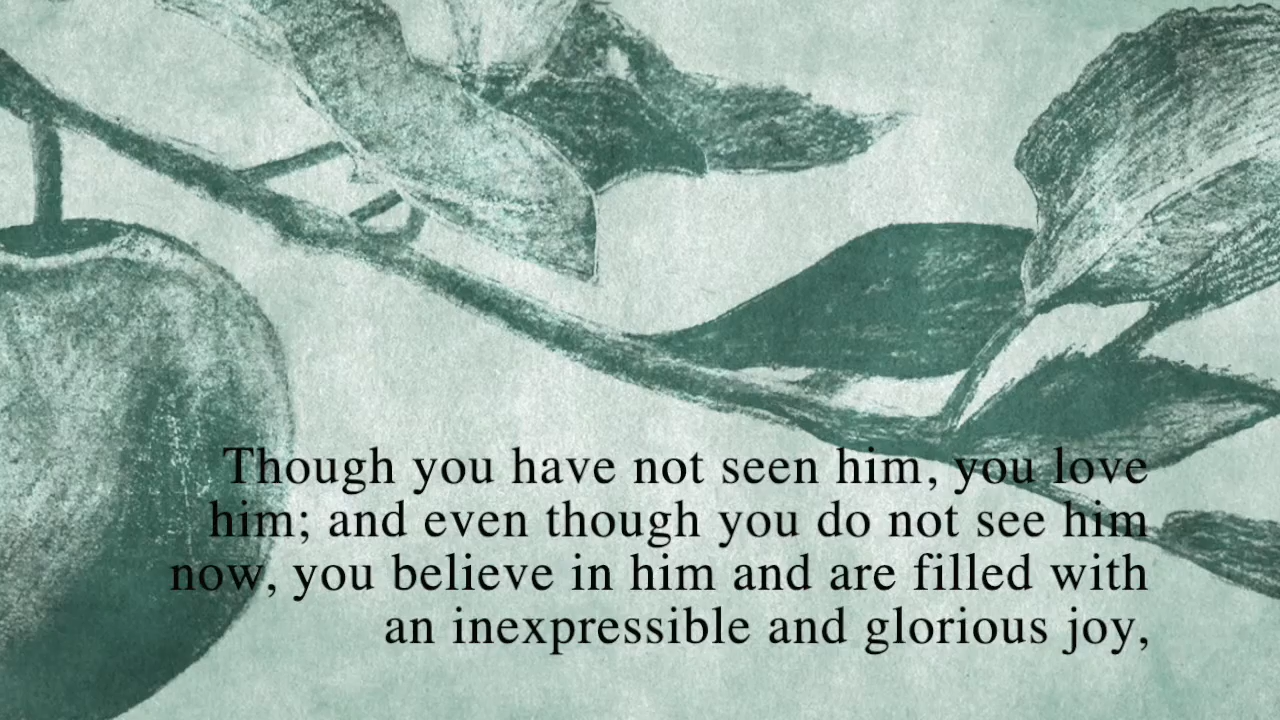 Though you have not seen him, you love
him; and even though you do not see him
now, you believe in him and are filled with
an inexpressible and glorious joy,